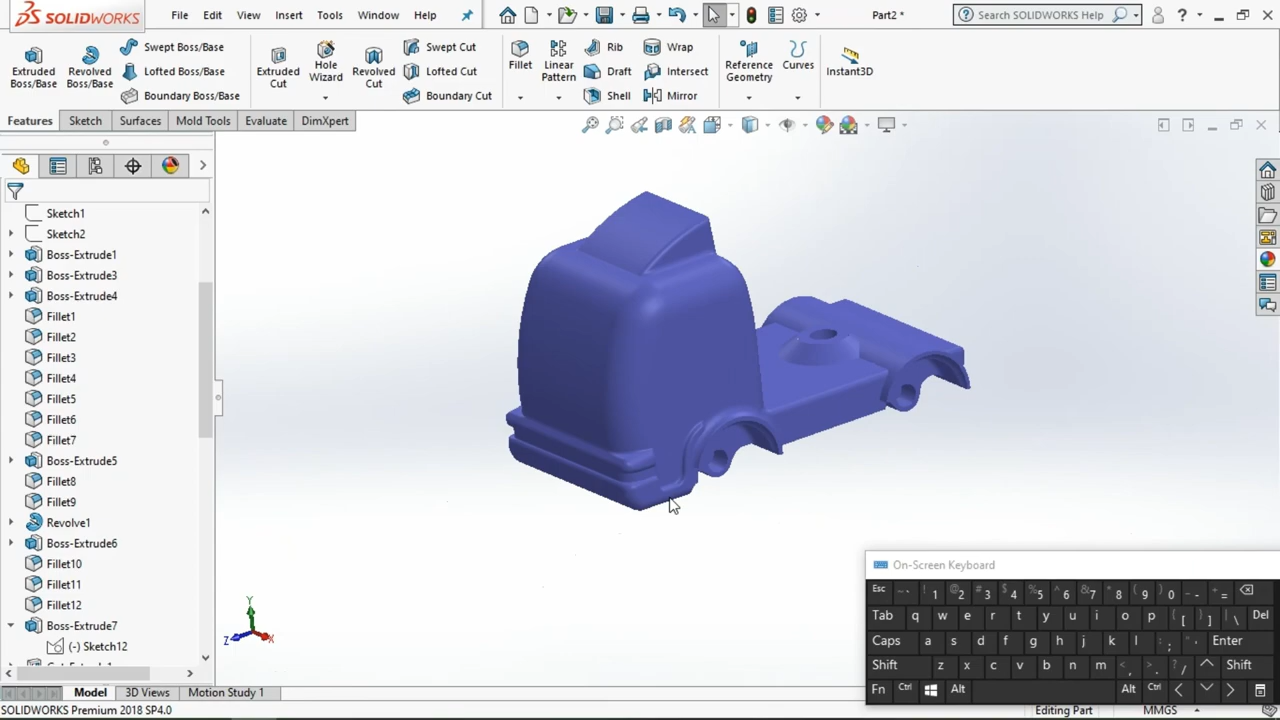 SOLIDWORKS File Edit View Insert Tools Window Help Part2 * Search SOLIDWORKS Help ?
Extruded Boss/Base
Revolved Boss/Base
Swept Boss/Base
Lofted Boss/Base
Boundary Boss/Base
Extruded Cut
Hole Wizard
Revolved Cut
Swept Cut
Lofted Cut
Boundary Cut
Fillet
Linear Pattern
Rib
Draft
Shell
Wrap
Intersect
Mirror
Reference Geometry
Curves
Instant3D
Features Sketch Surfaces Mold Tools Evaluate DimXpert
Sketch1
Sketch2
Boss-Extrude1
Boss-Extrude3
Boss-Extrude4
Fillet1
Fillet2
Fillet3
Fillet4
Fillet5
Fillet6
Fillet7
Boss-Extrude5
Fillet8
Fillet9
Revolve1
Boss-Extrude6
Fillet10
Fillet11
Fillet12
Boss-Extrude7
(-) Sketch12
Y
Z X
On-Screen Keyboard
Esc ~ ` ! 1 @ 2 # 3 $ 4 % 5 ^ 6 & 7 * 8 ( 9 ) 0 _ - + =
Tab q w e r t y u i o p { [ } ] | \ Del
Caps a s d f g h j k l : ; " ' Enter
Shift z x c v b n m < , > . ? / Shift
Fn Ctrl Alt Alt Ctrl
Model 3D Views Motion Study 1
SOLIDWORKS Premium 2018 SP4.0 Editing Part MMGS